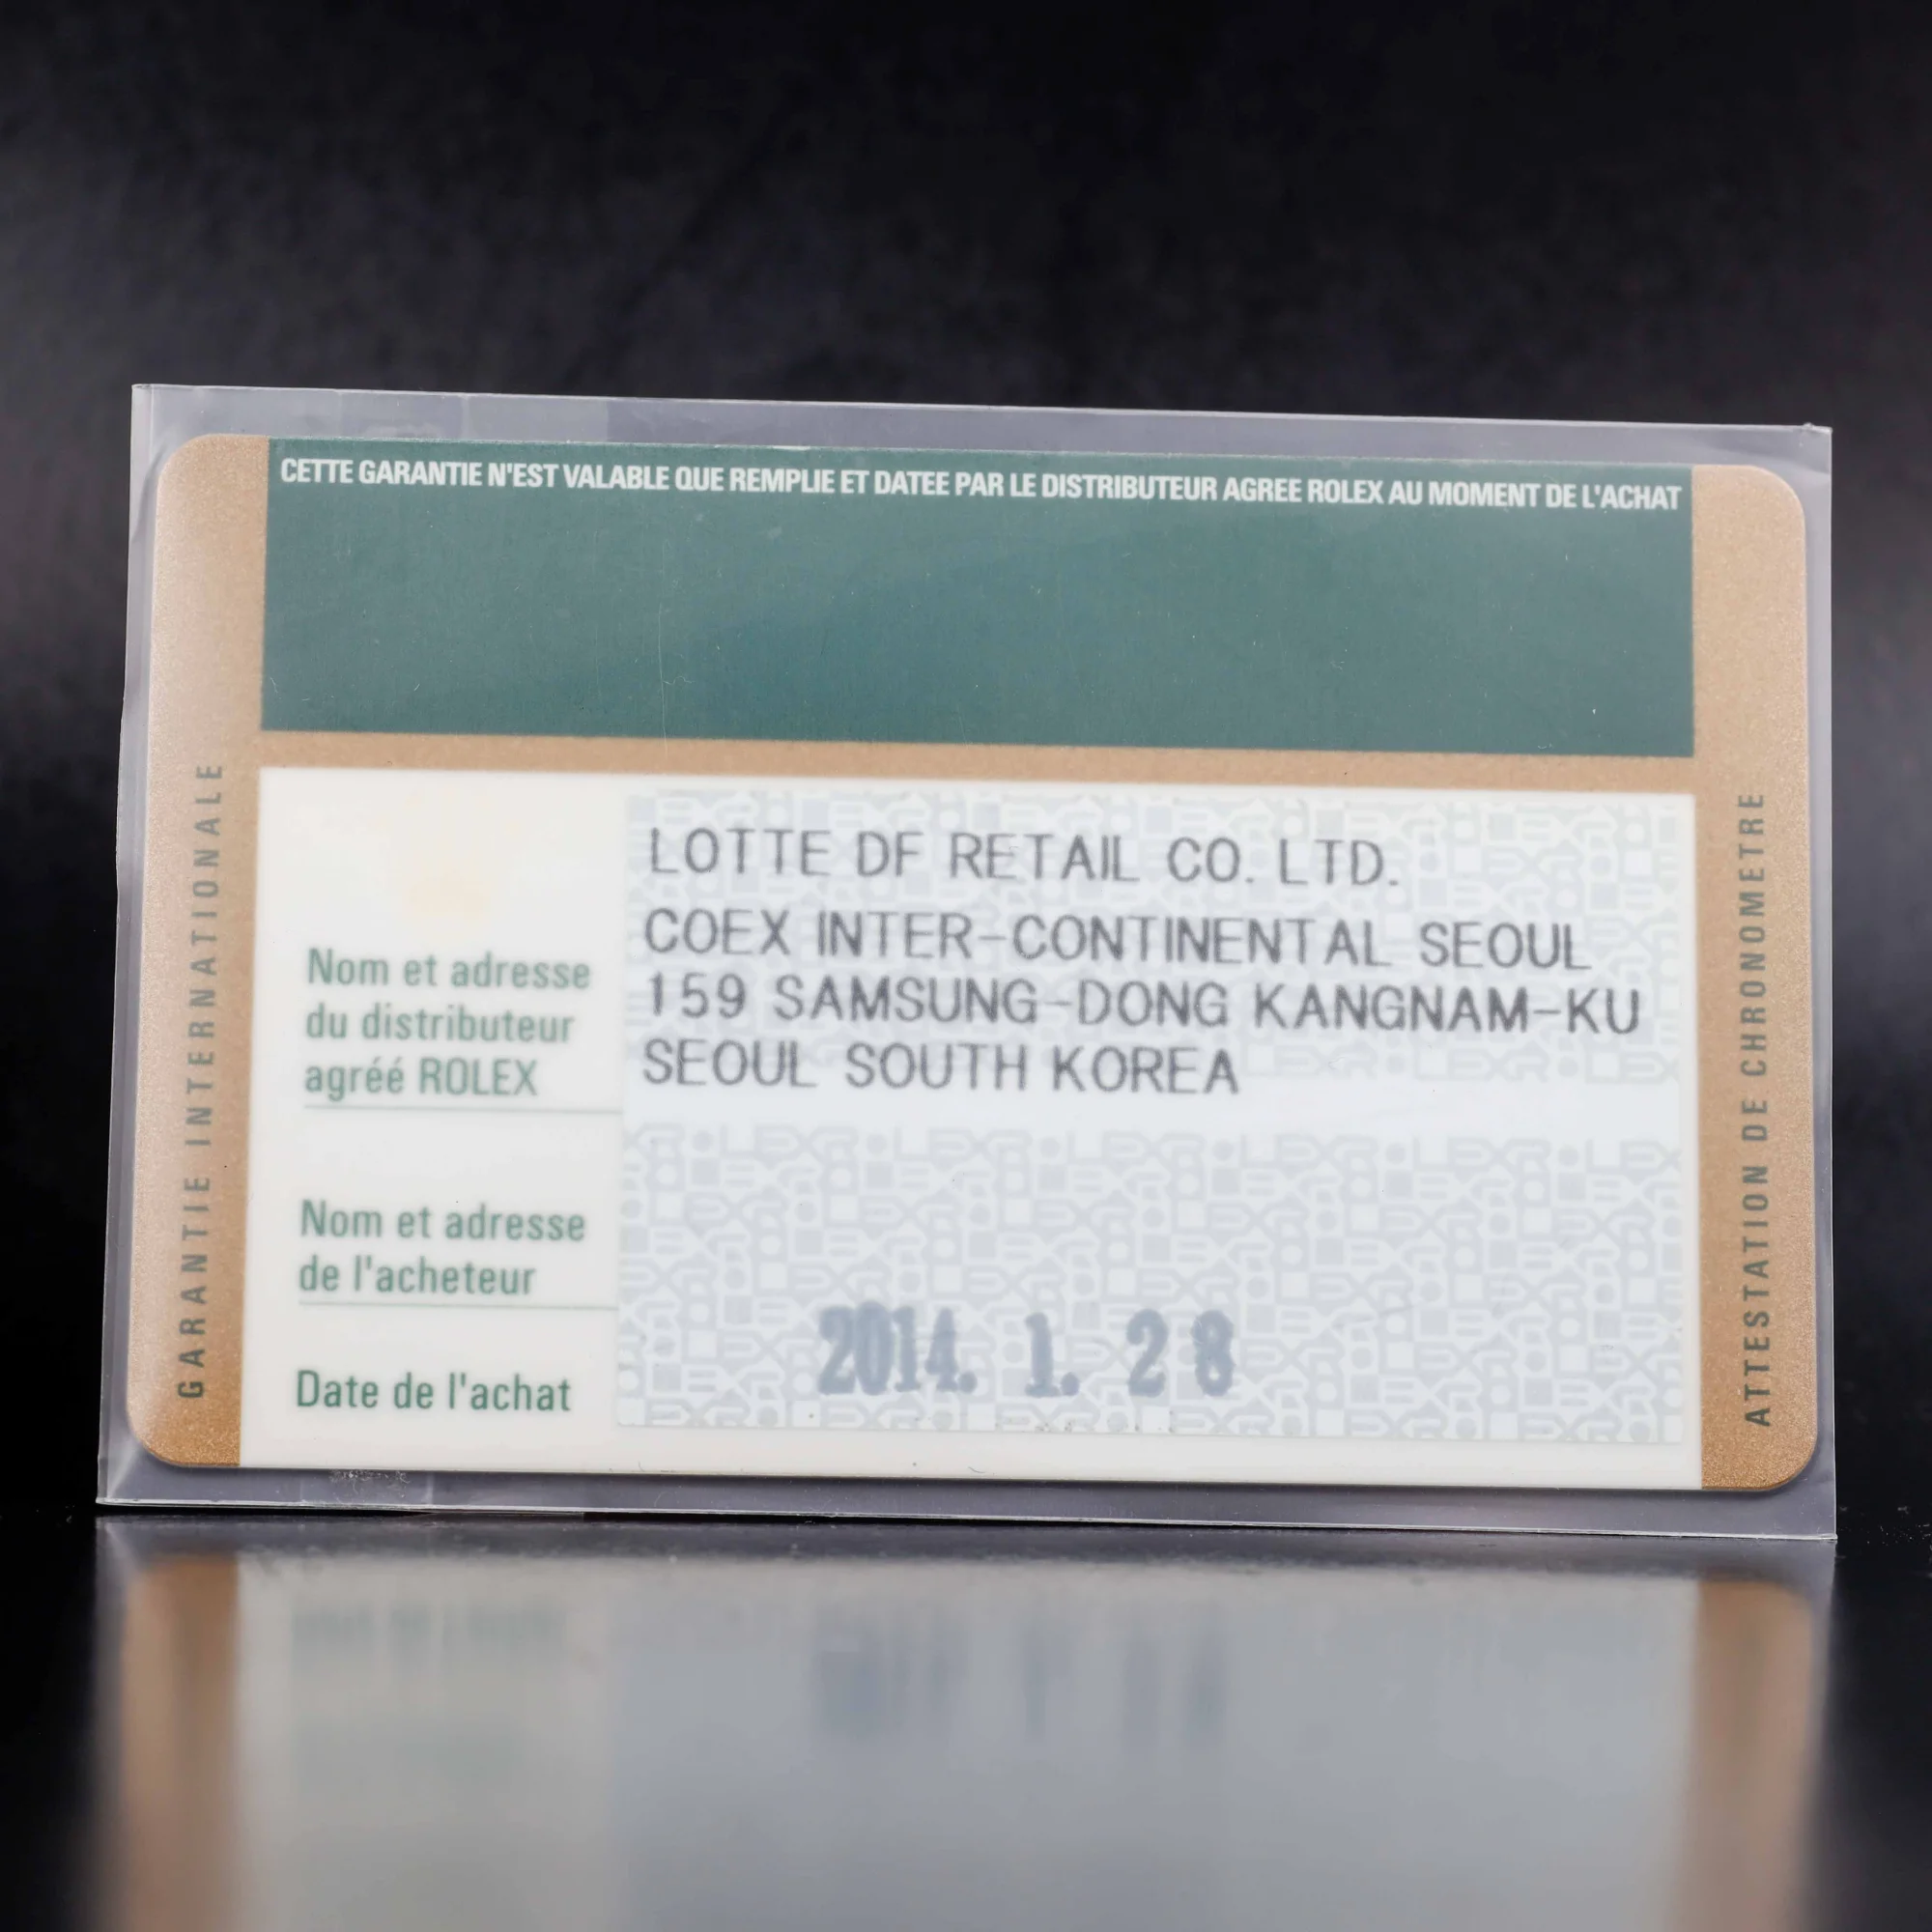 CETTE GARANTIE N'EST VALABLE QUE REMPLIE ET DATEE PAR LE DISTRIBUTEUR AGREE ROLEX AU MOMENT DE L'ACHAT
GARANTIE INTERNATIONALE
Nom et adresse
du distributeur
agréé ROLEX
LOTTE DF RETAIL CO. LTD.
COEX INTER-CONTINENTAL SEOUL
159 SAMSUNG-DONG KANGNAM-KU
SEOUL SOUTH KOREA
Nom et adresse
de l'acheteur
Date de l'achat
2014. 1. 28
ATTESTATION DE CHRONOMETRE